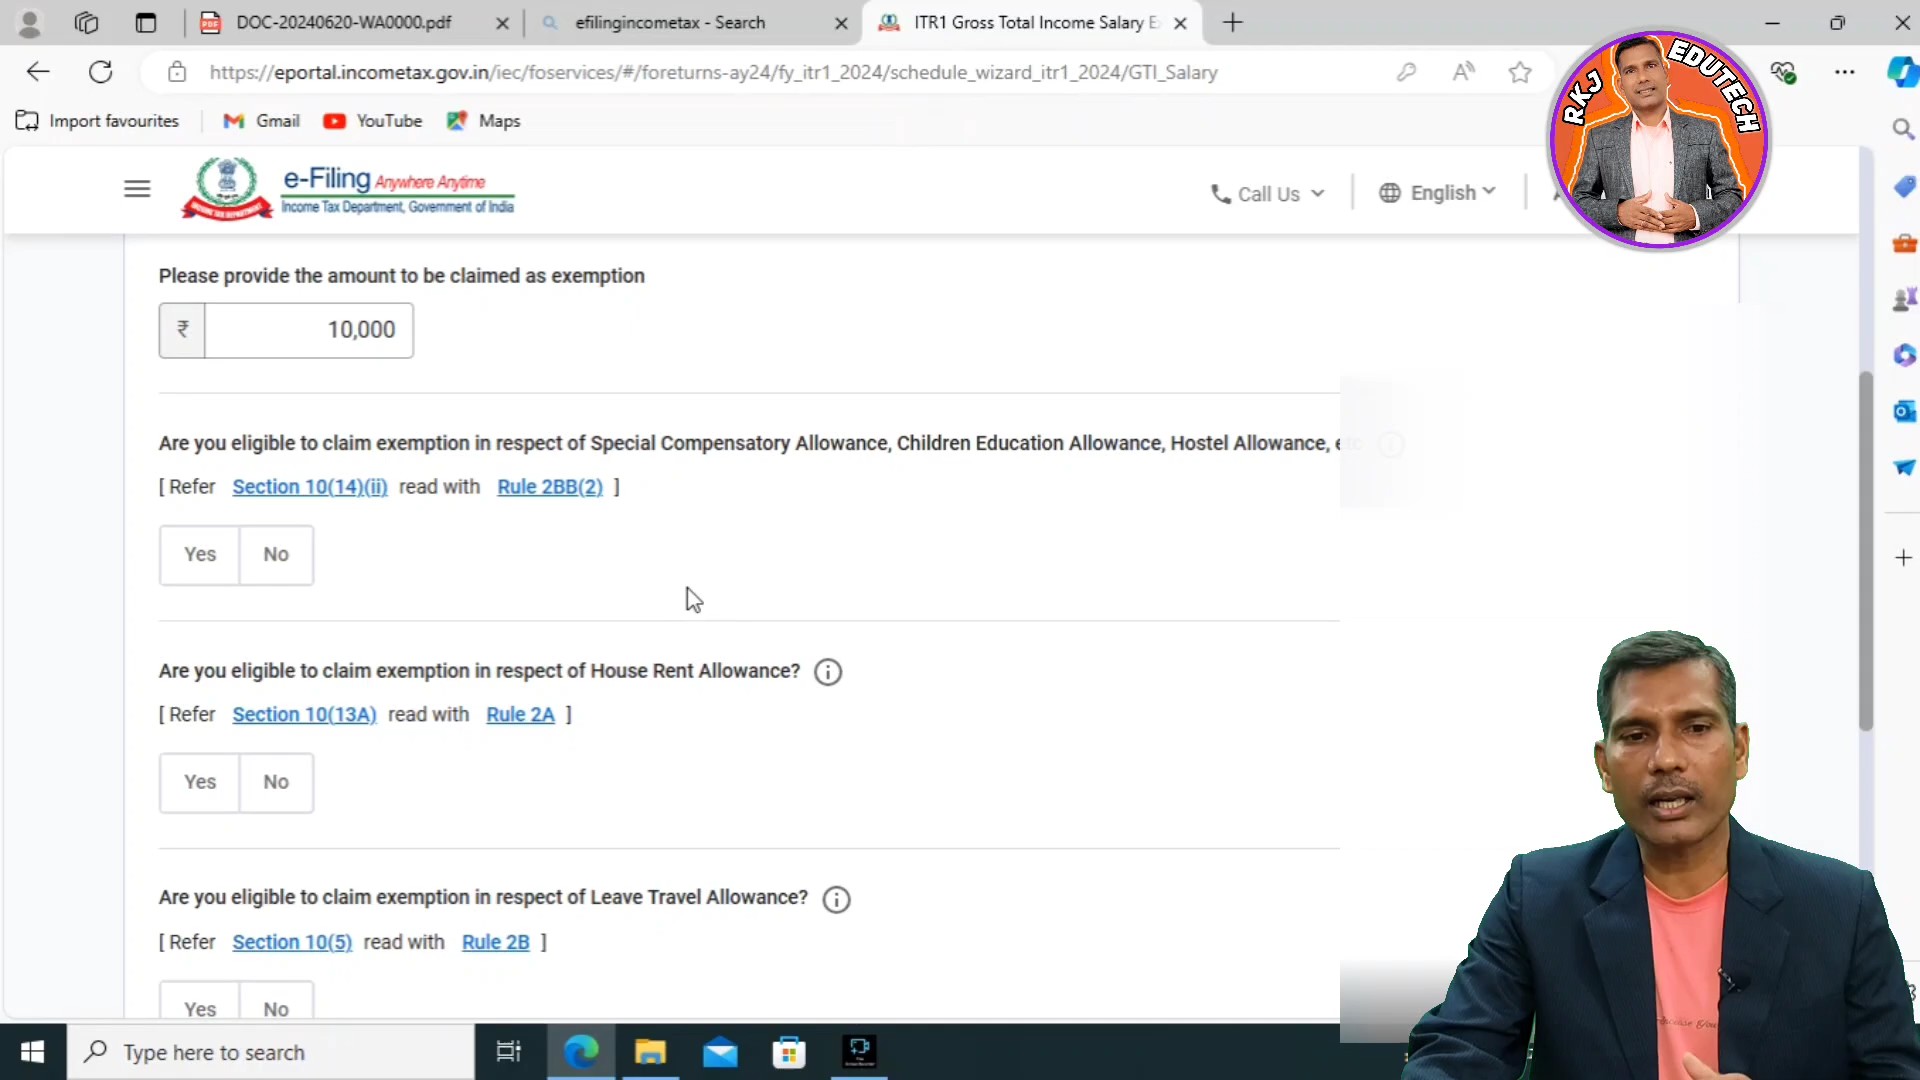 DOC-20240620-WA0000.pdf
efilingincometax - Search
ITR1 Gross Total Income Salary E
https://eportal.incometax.gov.in/iec/foservices/#/foreturns-ay24/fy_itr1_2024/schedule_wizard_itr1_2024/GTI_Salary
Import favourites
Gmail
YouTube
Maps
RKJ EDUTECH
e-Filing Anywhere Anytime
Income Tax Department, Government of India
Call Us
English
Please provide the amount to be claimed as exemption
₹ 10,000
Are you eligible to claim exemption in respect of Special Compensatory Allowance, Children Education Allowance, Hostel Allowance, etc
[ Refer Section 10(14)(ii) read with Rule 2BB(2) ]
Yes No
Are you eligible to claim exemption in respect of House Rent Allowance?
[ Refer Section 10(13A) read with Rule 2A ]
Yes No
Are you eligible to claim exemption in respect of Leave Travel Allowance?
[ Refer Section 10(5) read with Rule 2B ]
Yes No
Type here to search